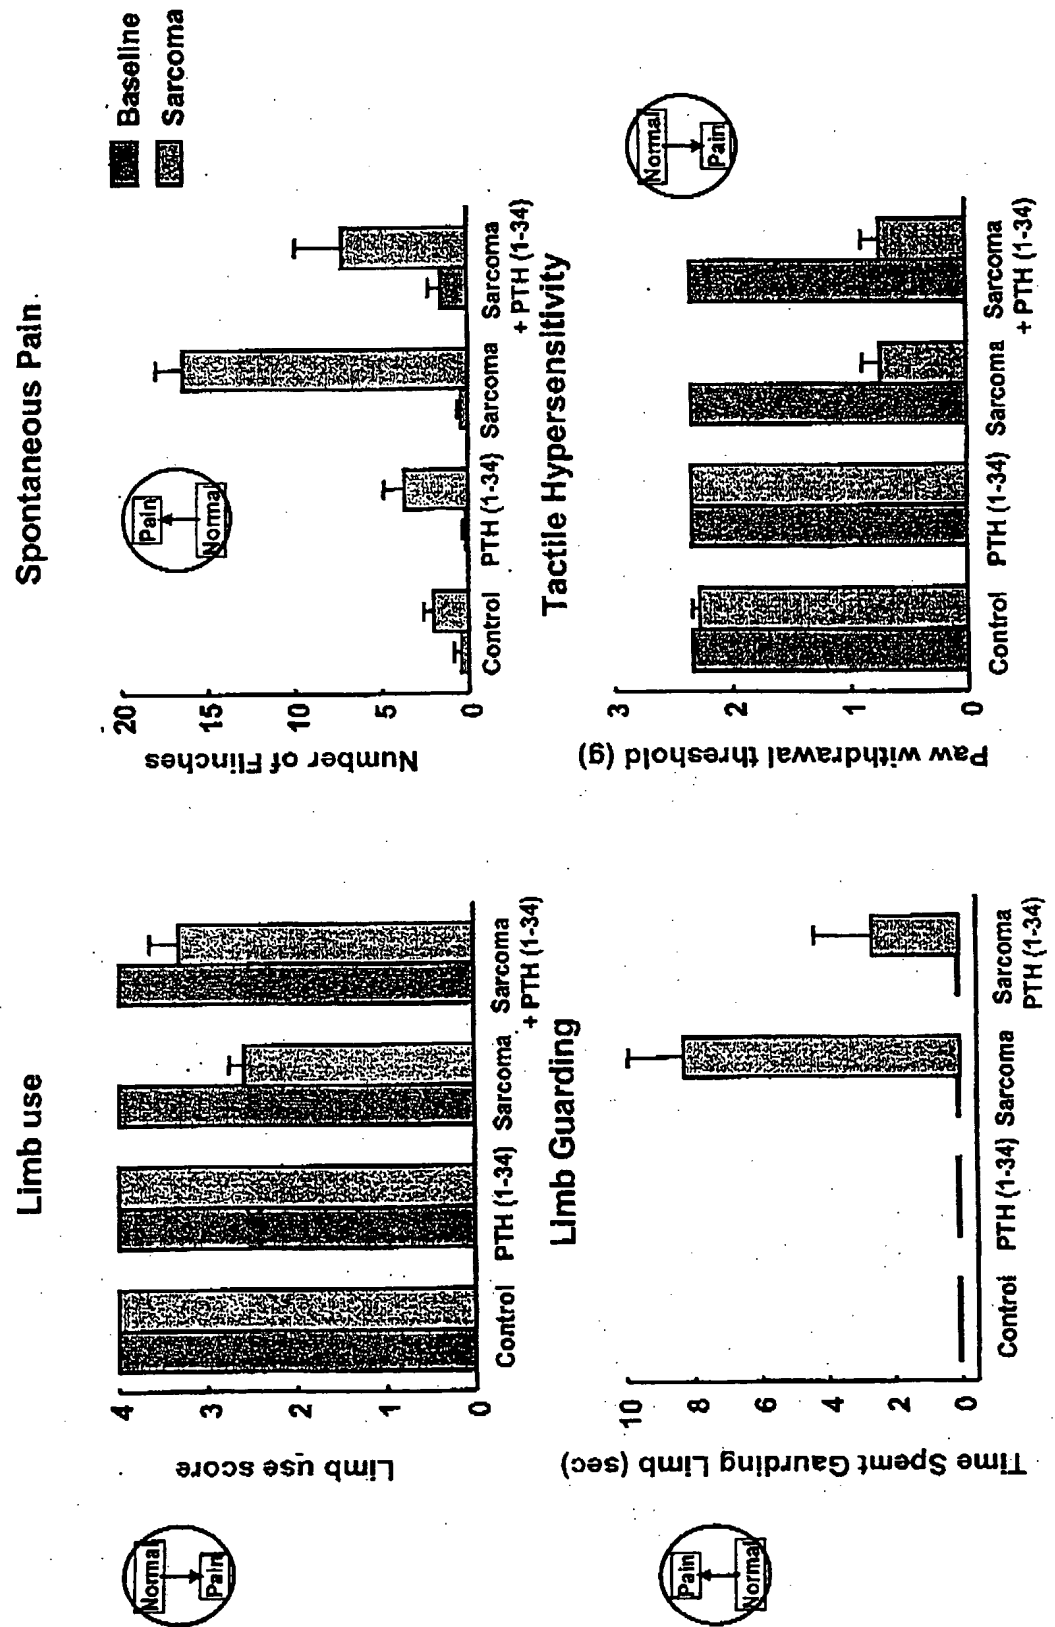 Limb use
Normal
Pain
Limb use score
4
3
2
1
0
Control PTH (1-34) Sarcoma Sarcoma
+ PTH (1-34)
Spontaneous Pain
Baseline
Sarcoma
Pain
Normal
Number of Flinches
20
15
10
5
0
Control PTH (1-34) Sarcoma Sarcoma
+ PTH (1-34)
Limb Guarding
Pain
Normal
Time Spemt Gaurding Limb (sec)
10
8
6
4
2
0
Control PTH (1-34) Sarcoma Sarcoma
PTH (1-34)
Tactile Hypersensitivity
Normal
Pain
Paw withdrawal threshold (g)
3
2
1
0
Control PTH (1-34) Sarcoma Sarcoma
+ PTH (1-34)